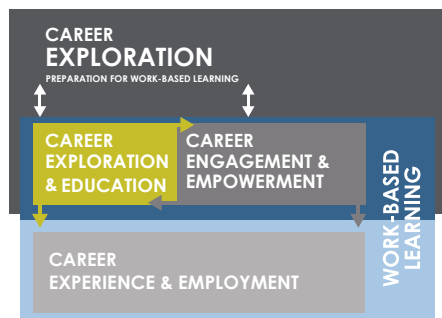 CAREER
EXPLORATION
PREPARATION FOR WORK-BASED LEARNING
CAREER
EXPLORATION
& EDUCATION
CAREER
ENGAGEMENT &
EMPOWERMENT
WORK-BASED
LEARNING
CAREER
EXPERIENCE & EMPLOYMENT